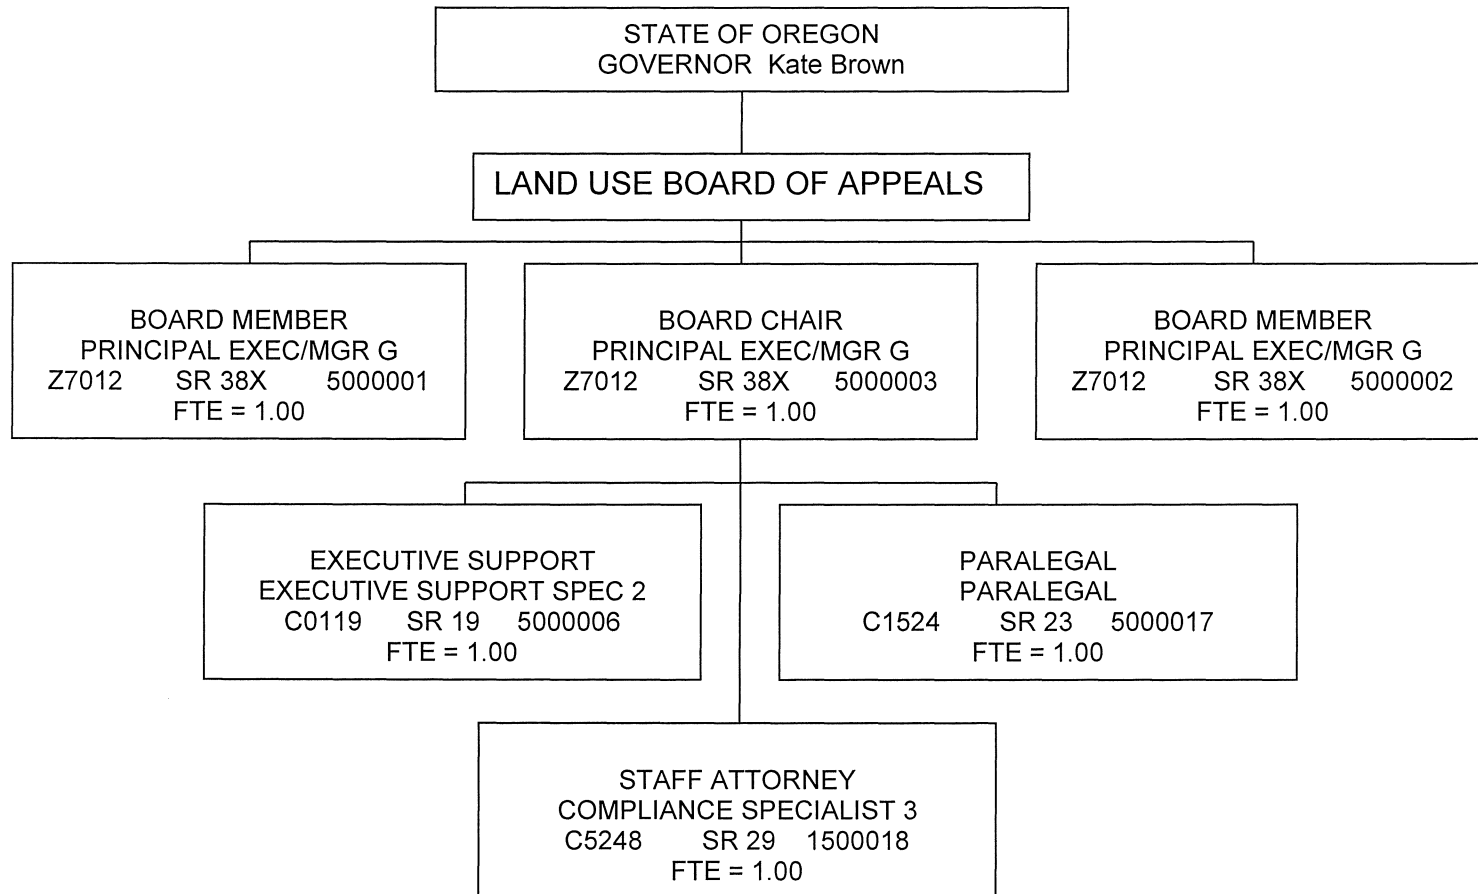 STATE OF OREGON
GOVERNOR Kate Brown
LAND USE BOARD OF APPEALS
BOARD MEMBER
PRINCIPAL EXEC/MGR G
Z7012 SR 38X 5000001
FTE = 1.00
BOARD CHAIR
PRINCIPAL EXEC/MGR G
Z7012 SR 38X 5000003
FTE = 1.00
BOARD MEMBER
PRINCIPAL EXEC/MGR G
Z7012 SR 38X 5000002
FTE = 1.00
EXECUTIVE SUPPORT
EXECUTIVE SUPPORT SPEC 2
C0119 SR 19 5000006
FTE = 1.00
PARALEGAL
PARALEGAL
C1524 SR 23 5000017
FTE = 1.00
STAFF ATTORNEY
COMPLIANCE SPECIALIST 3
C5248 SR 29 1500018
FTE = 1.00